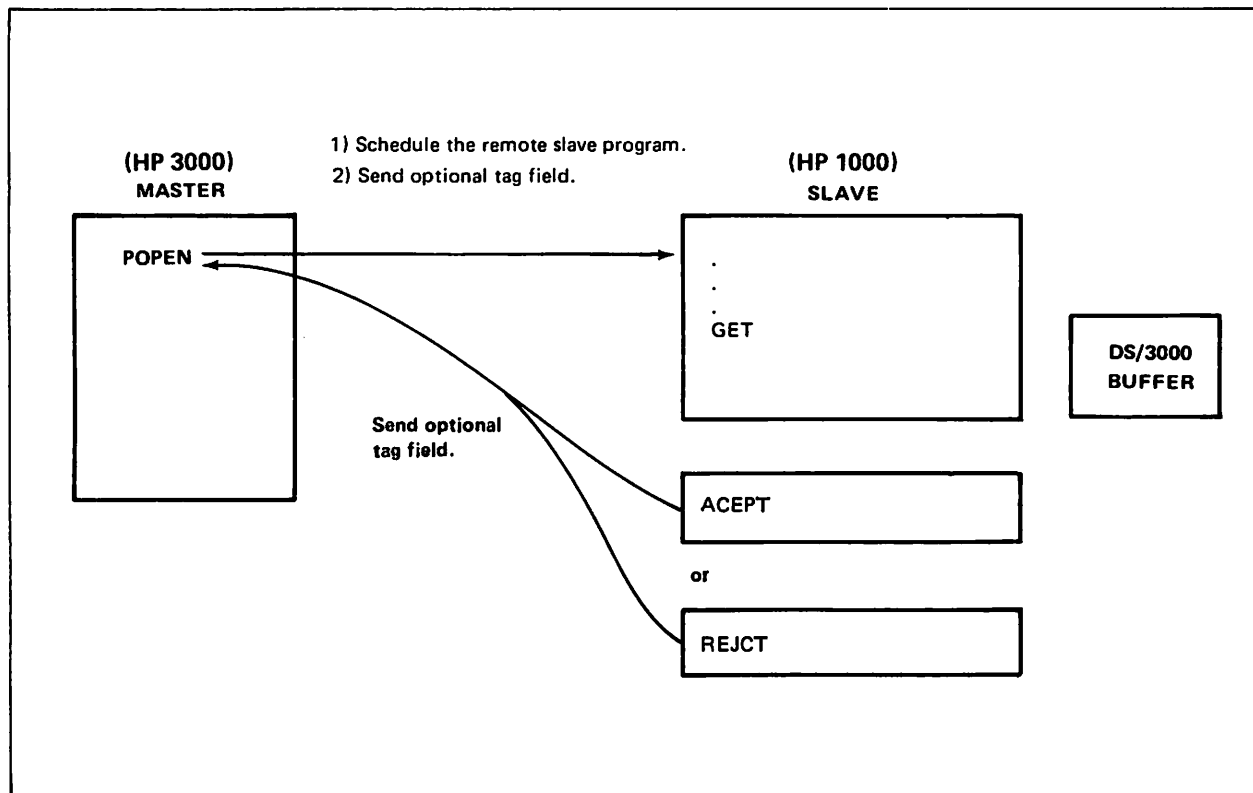 1) Schedule the remote slave program.
2) Send optional tag field.
(HP 3000)
MASTER
(HP 1000)
SLAVE
POPEN
.
.
.
GET
DS/3000
BUFFER
Send optional
tag field.
ACEPT
or
REJCT